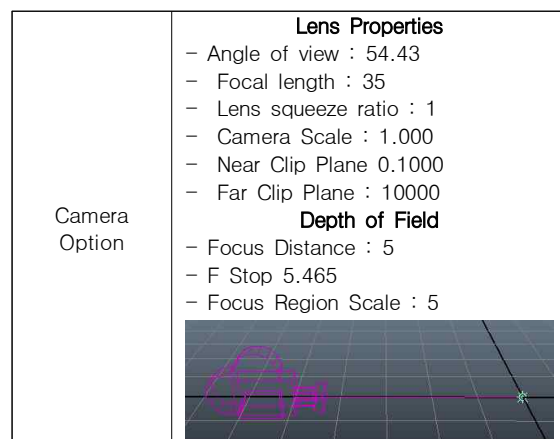 Lens Properties
- Angle of view : 54.43
- Focal length : 35
- Lens squeeze ratio : 1
- Camera Scale : 1.000
- Near Clip Plane 0.1000
- Far Clip Plane : 10000
Camera
Option
Depth of Field
- Focus Distance : 5
- F Stop 5.465
- Focus Region Scale : 5